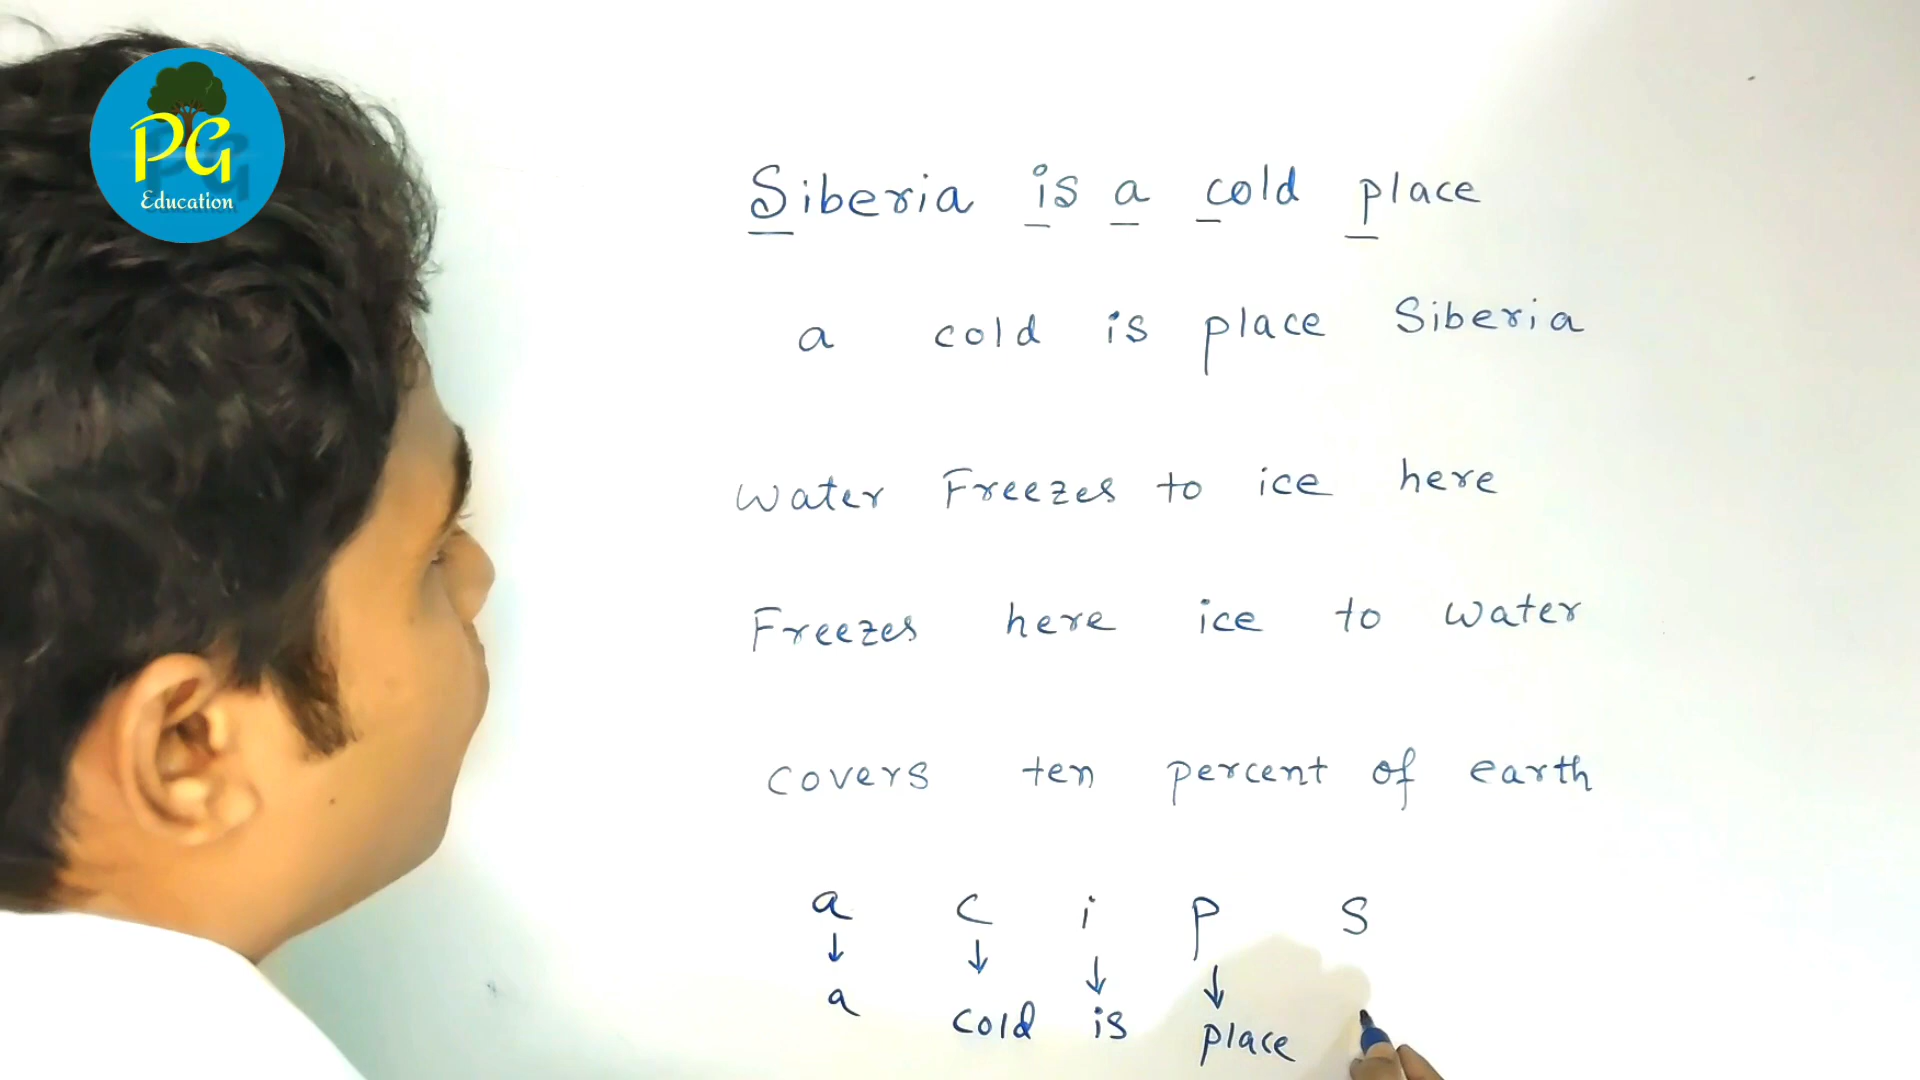 PG
Education
Siberia is a cold place
a cold is place Siberia
Water Freezes to ice here
Freezes here ice to water
covers ten percent of earth
a c i p s
↓ ↓ ↓ ↓
a cold is place